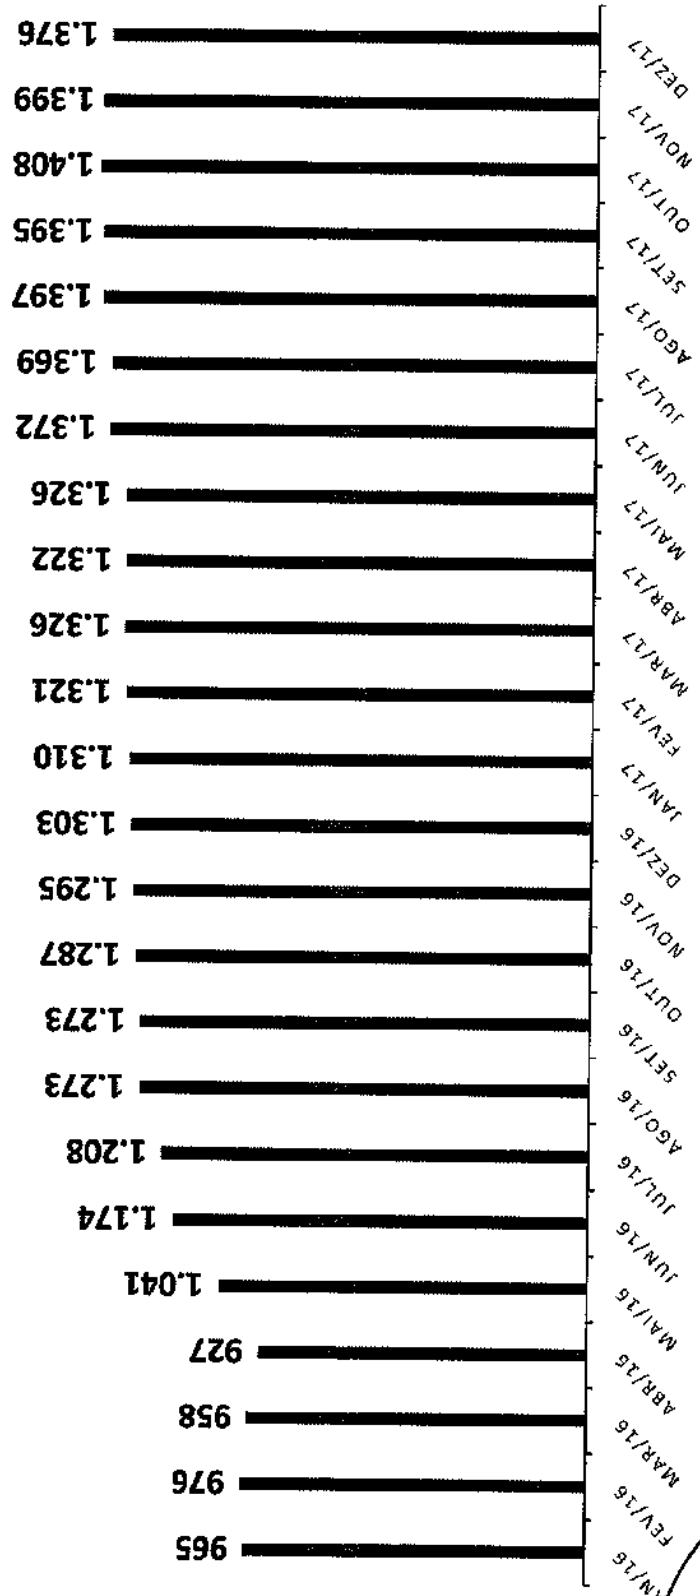 965
976
958
927
1.041
1.174
1.208
1.273
1.273
1.287
1.295
1.303
1.310
1.321
1.326
1.322
1.326
1.372
1.369
1.397
1.395
1.408
1.399
1.376
FEV/16
MAR/16
ABR/16
MAI/16
JUN/16
JUL/16
AGO/16
SET/16
OUT/16
NOV/16
DEZ/16
JAN/17
FEV/17
MAR/17
ABR/17
MAI/17
JUN/17
JUL/17
AGO/17
SET/17
OUT/17
NOV/17
DEZ/17